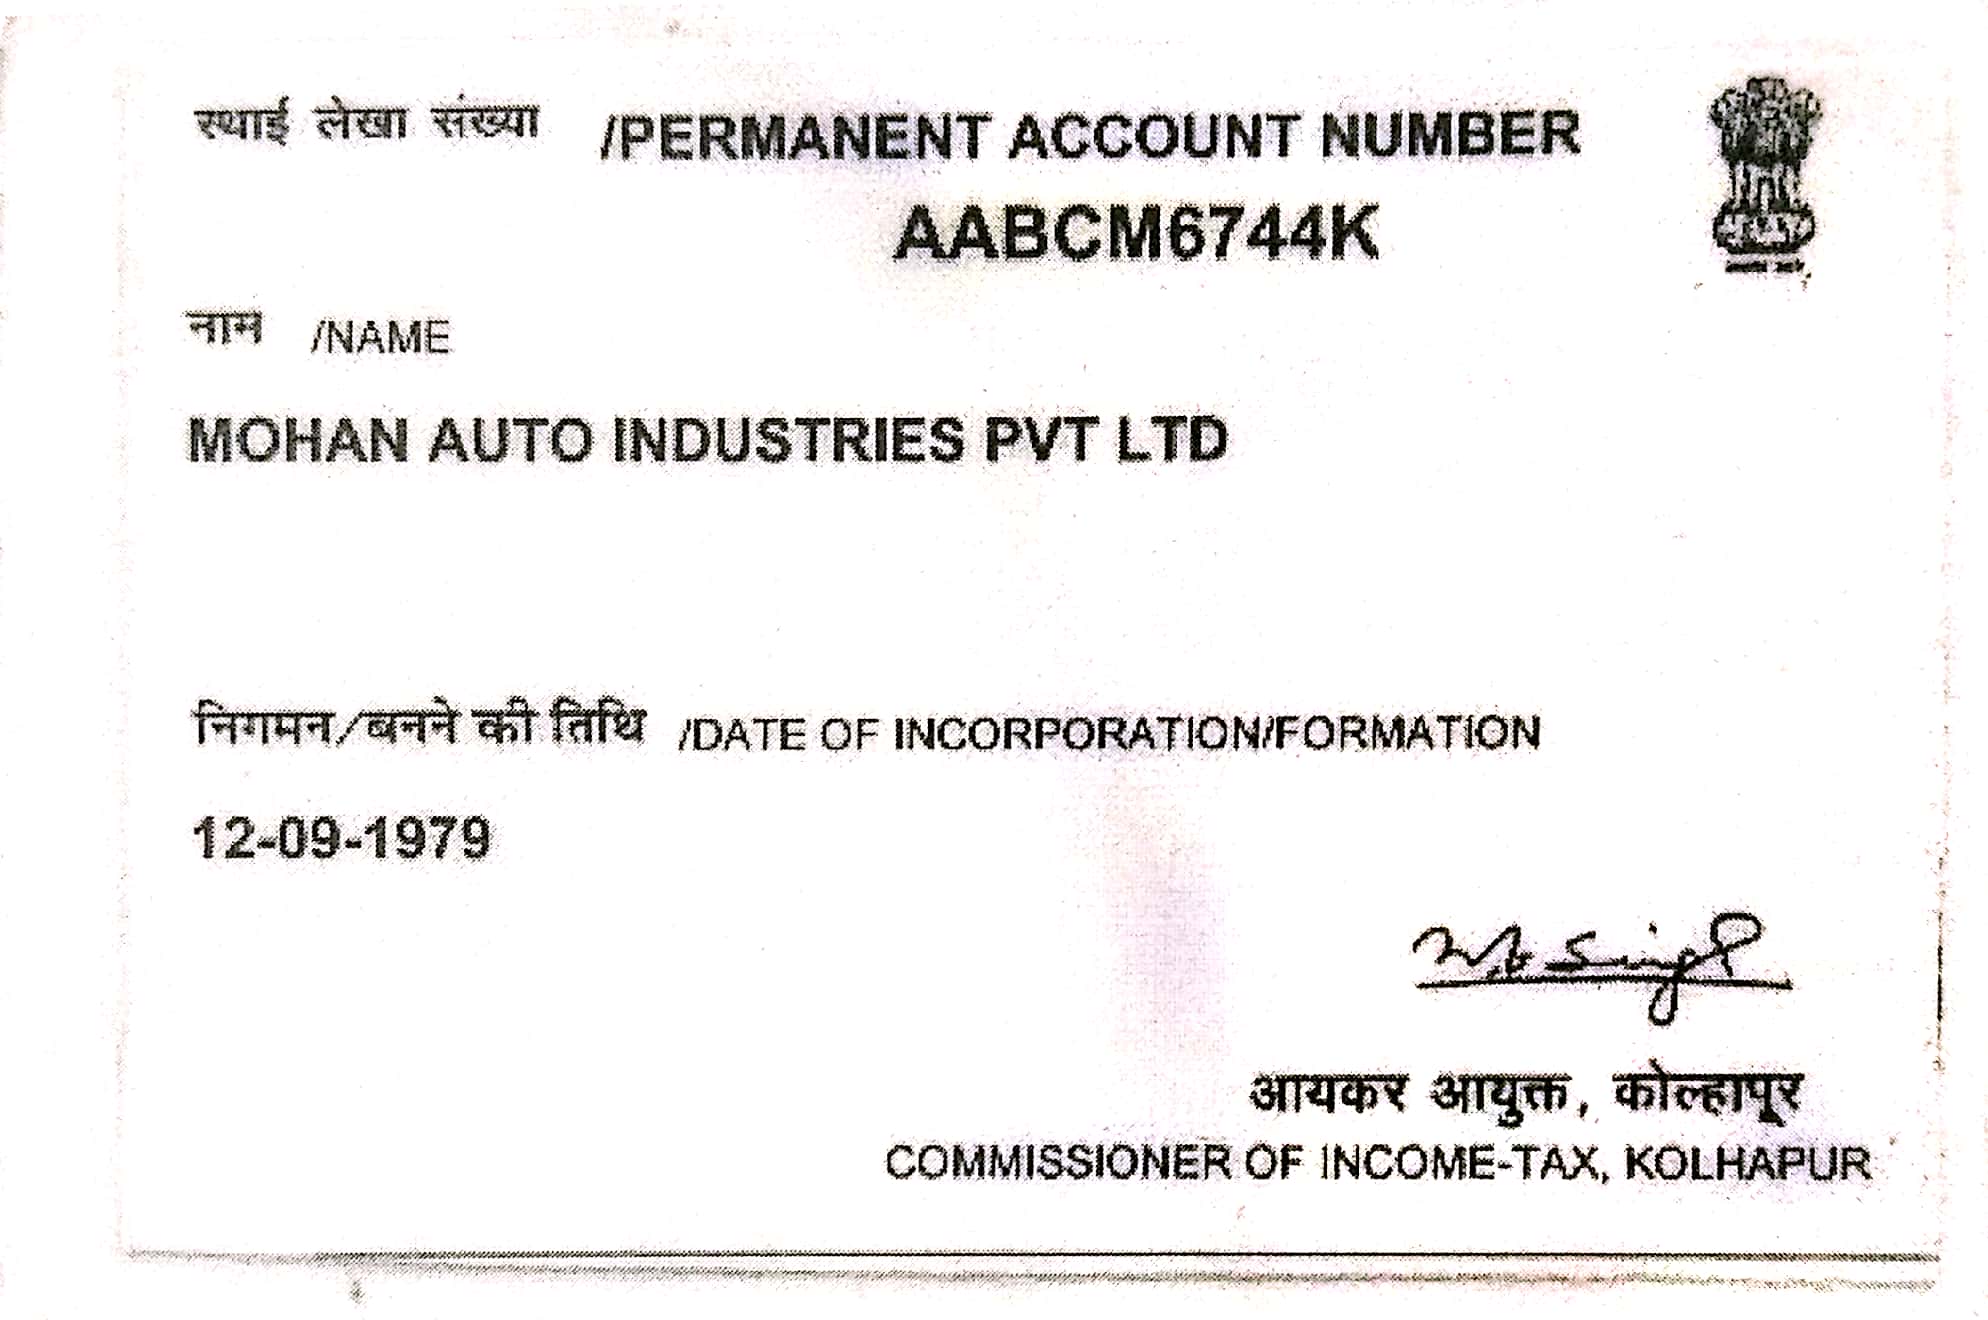 स्थाई लेखा संख्या /PERMANENT ACCOUNT NUMBER
AABCM6744K
नाम /NAME
MOHAN AUTO INDUSTRIES PVT LTD
निगमन/बनने की तिथि /DATE OF INCORPORATION/FORMATION
12-09-1979
आयकर आयुक्त, कोल्हापूर
COMMISSIONER OF INCOME-TAX, KOLHAPUR